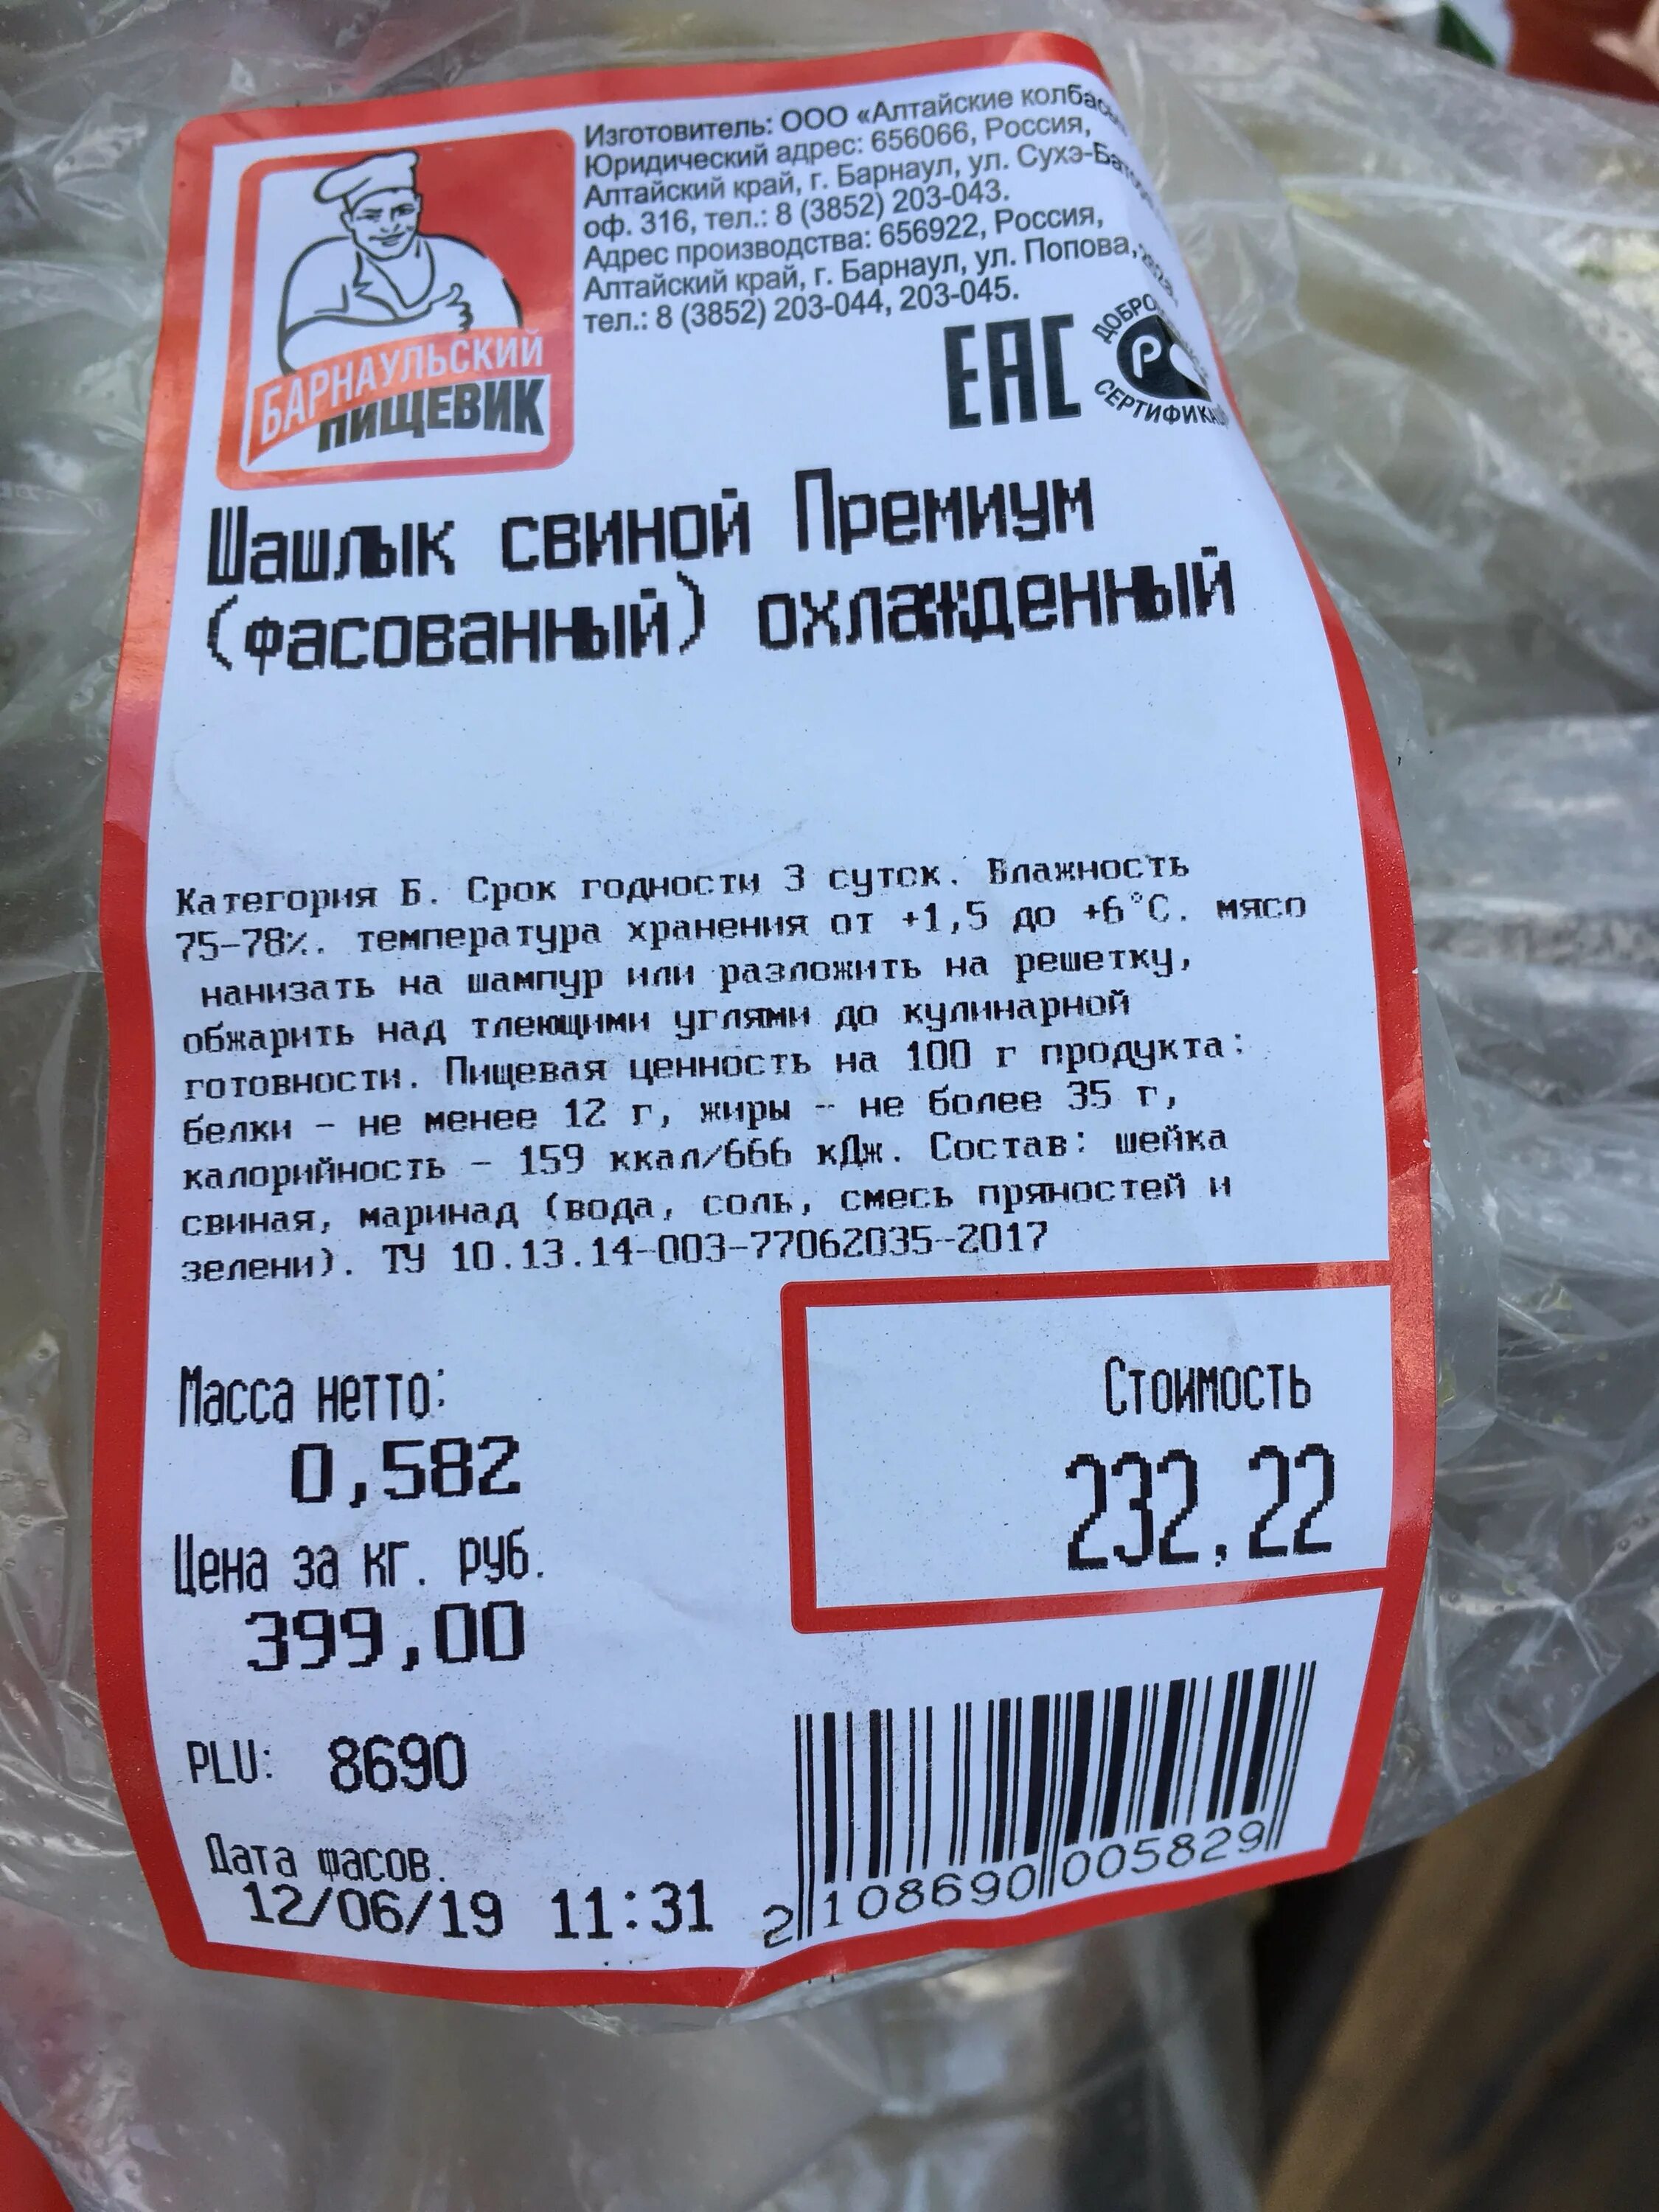 Изготовитель: ООО «Алтайские
Юридический адрес: 656066, Россия,
Алтайский край, г. Барнаул, ул.
оф. 316, тел.: 8 (3852) 203-043.
Адрес производства: 656922, Россия,
Алтайский край, г. Барнаул, ул. Попова,
тел.: 8 (3852) 203-044, 203-045.
БАРНАУЛЬСКИЙ
ПИЩЕВИК
ЕАС
Шашлык свиной Премиум
(фасованный) охлажденный
Категория Б. Срок годности 3 суток. Влажность
75-78%. температура хранения от +1,5 до +6°С. мясо
нанизать на шампур или разложить на решетку,
обжарить над тлеющими углями до кулинарной
готовности. Пищевая ценность на 100 г продукта:
белки - не менее 12 г, жиры - не более 35 г,
калорийность - 159 ккал/666 кДж. Состав: шейка
свиная, маринад (вода, соль, смесь пряностей и
зелени). ТУ 10.13.14-003-77062035-2017
Масса нетто:
0,582
Цена за кг. руб.
399,00
Стоимость
232,22
PLU: 8690
Дата фасов.
12/06/19 11:31
2 108690 005829